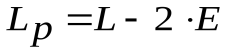 Lₚ = L - 2 · E